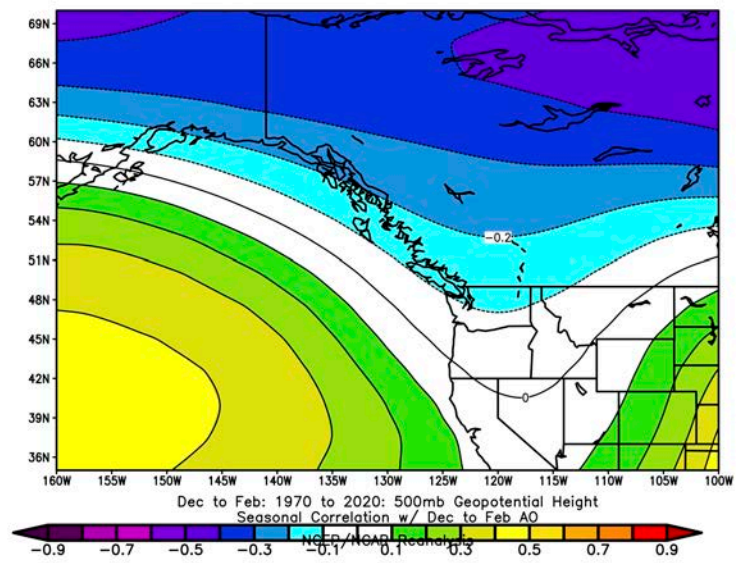 69N
66N
63N
60N
57N
54N
51N
48N
45N
42N
39N
36N
-0.2
0
160W 155W 150W 145W 140W 135W 130W 125W 120W 115W 110W 105W 100W
Dec to Feb: 1970 to 2020: 500mb Geopotential Height
Seasonal Correlation w/ Dec to Feb AO
NCEP/NCAR Reanalysis
-0.9 -0.7 -0.5 -0.3 -0.1 0.1 0.3 0.5 0.7 0.9